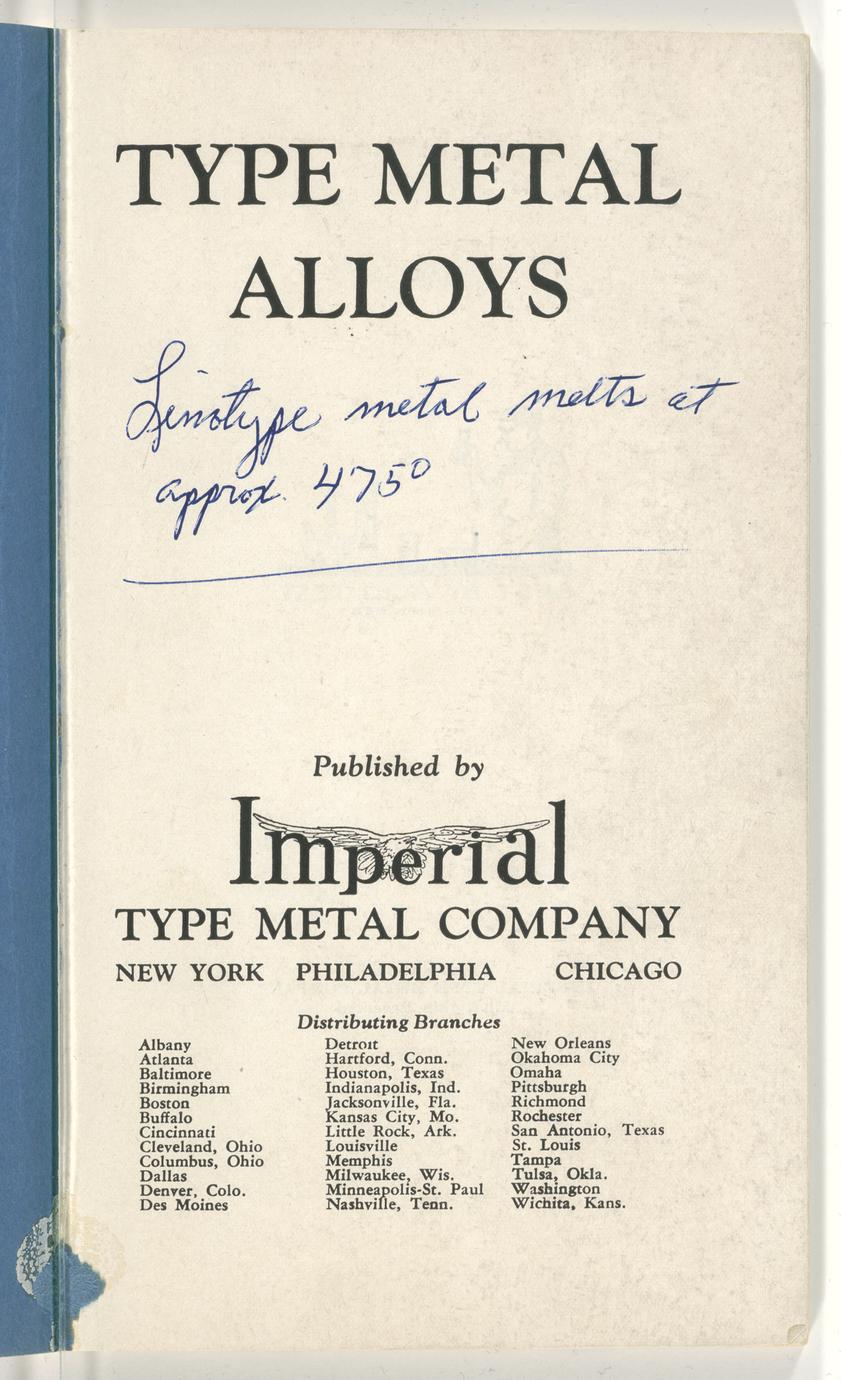 TYPE METAL
ALLOYS
Linotype metal melts at
approx. 475°
Published by
Imperial
TYPE METAL COMPANY
NEW YORK PHILADELPHIA CHICAGO
Distributing Branches
Albany
Atlanta
Baltimore
Birmingham
Boston
Buffalo
Cincinnati
Cleveland, Ohio
Columbus, Ohio
Dallas
Denver, Colo.
Des Moines
Detroit
Hartford, Conn.
Houston, Texas
Indianapolis, Ind.
Jacksonville, Fla.
Kansas City, Mo.
Little Rock, Ark.
Louisville
Memphis
Milwaukee, Wis.
Minneapolis-St. Paul
Nashville, Tenn.
New Orleans
Okahoma City
Omaha
Pittsburgh
Richmond
Rochester
San Antonio, Texas
St. Louis
Tampa
Tulsa, Okla.
Washington
Wichita, Kans.